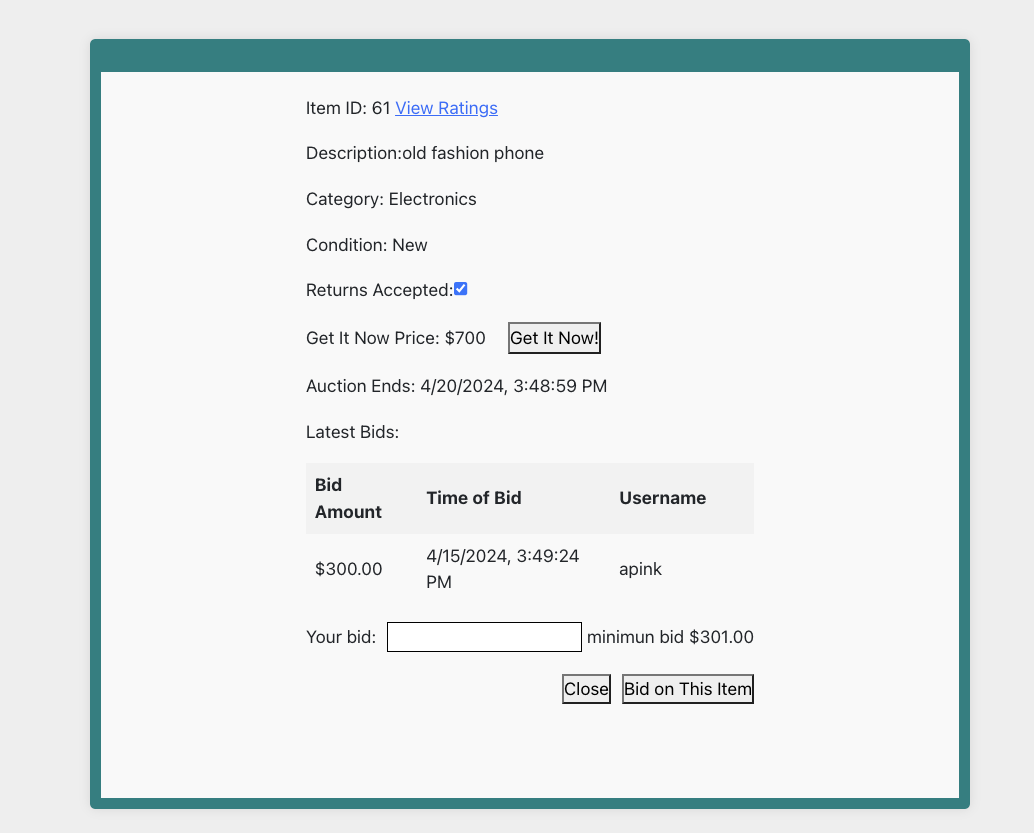 Item ID: 61 View Ratings
Description:old fashion phone
Category: Electronics
Condition: New
Returns Accepted:
Get It Now Price: $700 Get It Now!
Auction Ends: 4/20/2024, 3:48:59 PM
Latest Bids:
Bid Amount Time of Bid Username
$300.00 4/15/2024, 3:49:24 PM apink
Your bid: minimun bid $301.00
Close Bid on This Item